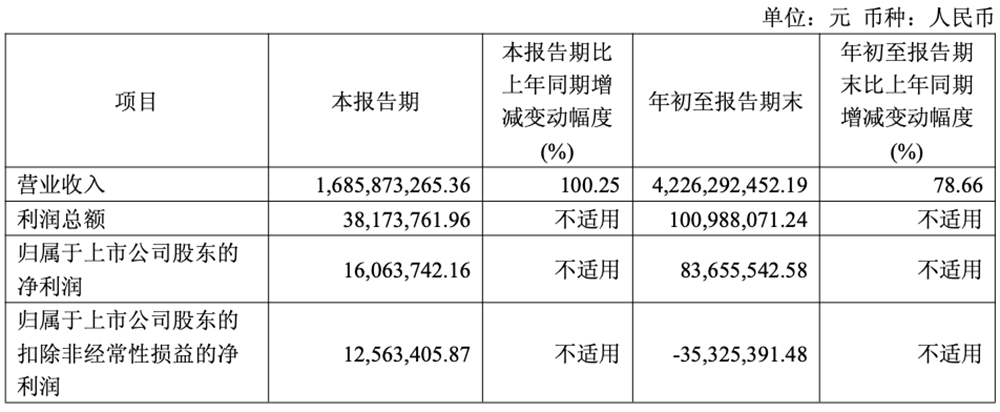 单位：元 币种：人民币
项目 本报告期 本报告期比上年同期增减变动幅度(%) 年初至报告期末 年初至报告期末比上年同期增减变动幅度(%)
营业收入 1,685,873,265.36 100.25 4,226,292,452.19 78.66
利润总额 38,173,761.96 不适用 100,988,071.24 不适用
归属于上市公司股东的净利润 16,063,742.16 不适用 83,655,542.58 不适用
归属于上市公司股东的扣除非经常性损益的净利润 12,563,405.87 不适用 -35,325,391.48 不适用